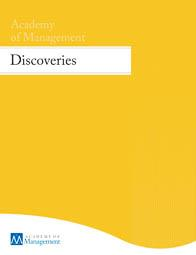 Academy
of Management
Discoveries
ACADEMY OF
Management